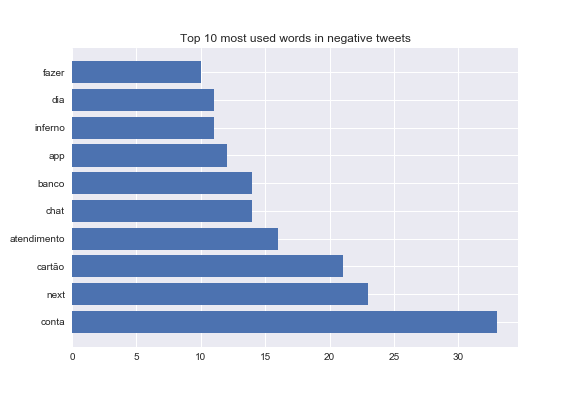 Top 10 most used words in negative tweets
fazer
dia
inferno
app
banco
chat
atendimento
cartão
next
conta
0 5 10 15 20 25 30